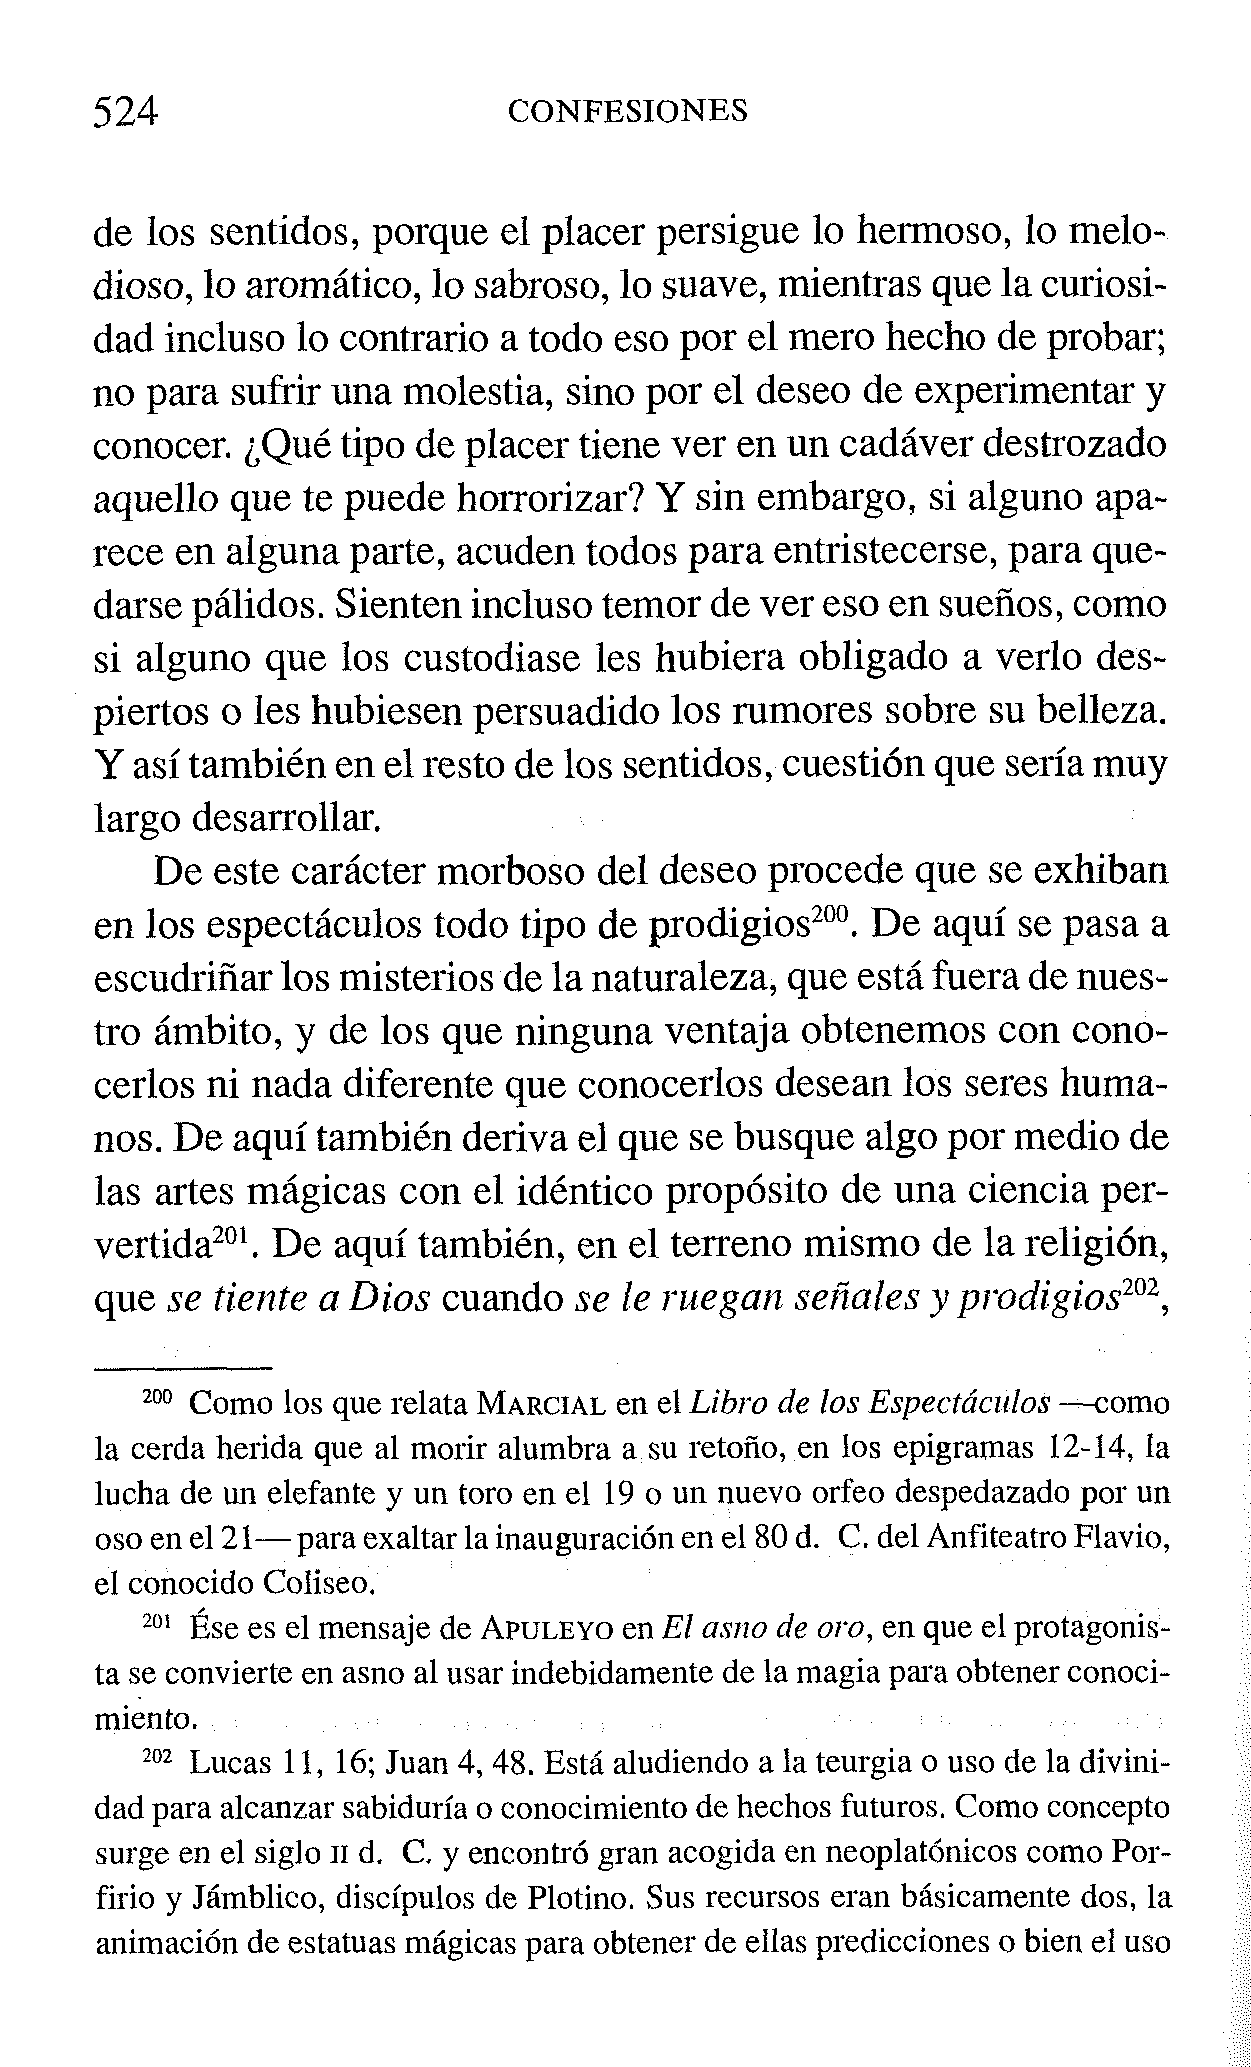 524 CONFESIONES
de los sentidos, porque el placer persigue lo hermoso, lo melo-
dioso, lo aromático, lo sabroso, lo suave, mientras que la curiosi-
dad incluso lo contrario a todo eso por el mero hecho de probar;
no para sufrir una molestia, sino por el deseo de experimentar y
conocer. ¿Qué tipo de placer tiene ver en un cadáver destrozado
aquello que te puede horrorizar? Y sin embargo, si alguno apa-
rece en alguna parte, acuden todos para entristecerse, para que-
darse pálidos. Sienten incluso temor de ver eso en sueños, como
si alguno que los custodiase les hubiera obligado a verlo des-
piertos o les hubiesen persuadido los rumores sobre su belleza.
Y así también en el resto de los sentidos, cuestión que sería muy
largo desarrollar.
De este carácter morboso del deseo procede que se exhiban
en los espectáculos todo tipo de prodigios²⁰⁰. De aquí se pasa a
escudriñar los misterios de la naturaleza, que está fuera de nues-
tro ámbito, y de los que ninguna ventaja obtenemos con cono-
cerlos ni nada diferente que conocerlos desean los seres huma-
nos. De aquí también deriva el que se busque algo por medio de
las artes mágicas con el idéntico propósito de una ciencia per-
vertida²⁰¹. De aquí también, en el terreno mismo de la religión,
que se tiente a Dios cuando se le ruegan señales y prodigios²⁰²,
²⁰⁰ Como los que relata MARCIAL en el Libro de los Espectáculos —como
la cerda herida que al morir alumbra a su retoño, en los epigramas 12-14, la
lucha de un elefante y un toro en el 19 o un nuevo orfeo despedazado por un
oso en el 21— para exaltar la inauguración en el 80 d. C. del Anfiteatro Flavio,
el conocido Coliseo.
²⁰¹ Ése es el mensaje de APULEYO en El asno de oro, en que el protagonis-
ta se convierte en asno al usar indebidamente de la magia para obtener conoci-
miento.
²⁰² Lucas 11, 16; Juan 4, 48. Está aludiendo a la teurgia o uso de la divini-
dad para alcanzar sabiduría o conocimiento de hechos futuros. Como concepto
surge en el siglo II d. C. y encontró gran acogida en neoplatónicos como Por-
firio y Jámblico, discípulos de Plotino. Sus recursos eran básicamente dos, la
animación de estatuas mágicas para obtener de ellas predicciones o bien el uso